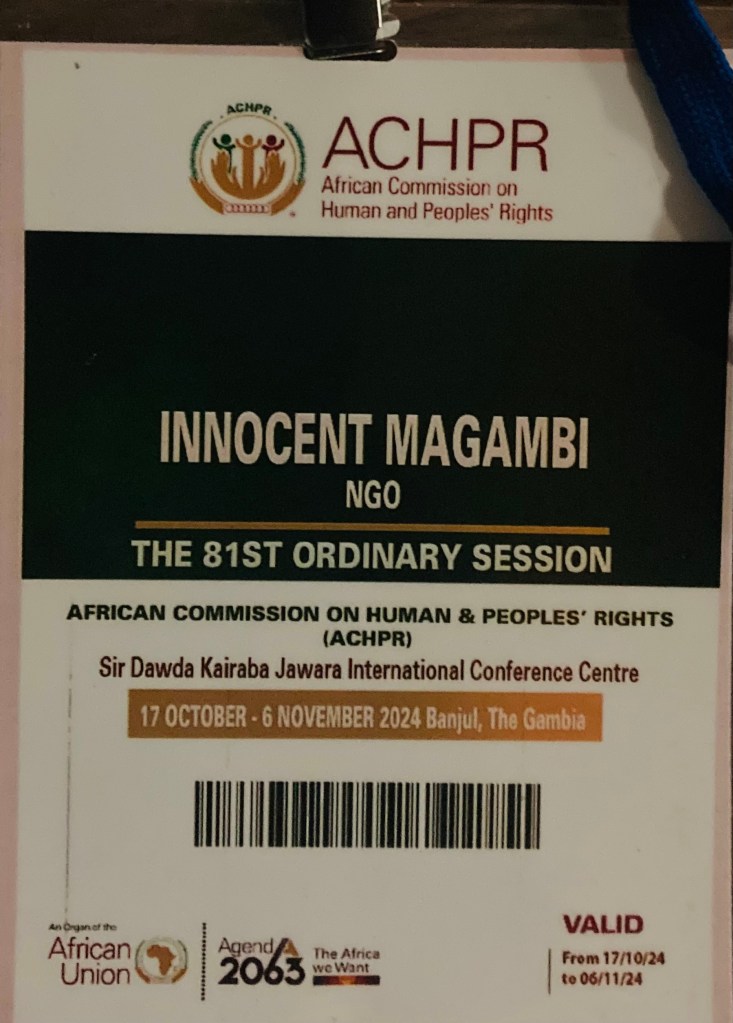 ACHPR
ACHPR
African Commission on
Human and Peoples' Rights
INNOCENT MAGAMBI
NGO
THE 81ST ORDINARY SESSION
AFRICAN COMMISSION ON HUMAN & PEOPLES' RIGHTS
(ACHPR)
Sir Dawda Kairaba Jawara International Conference Centre
17 OCTOBER - 6 NOVEMBER 2024 Banjul, The Gambia
An Organ of the
African
Union
Agenda
2063
The Africa
we Want
VALID
From 17/10/24
to 06/11/24